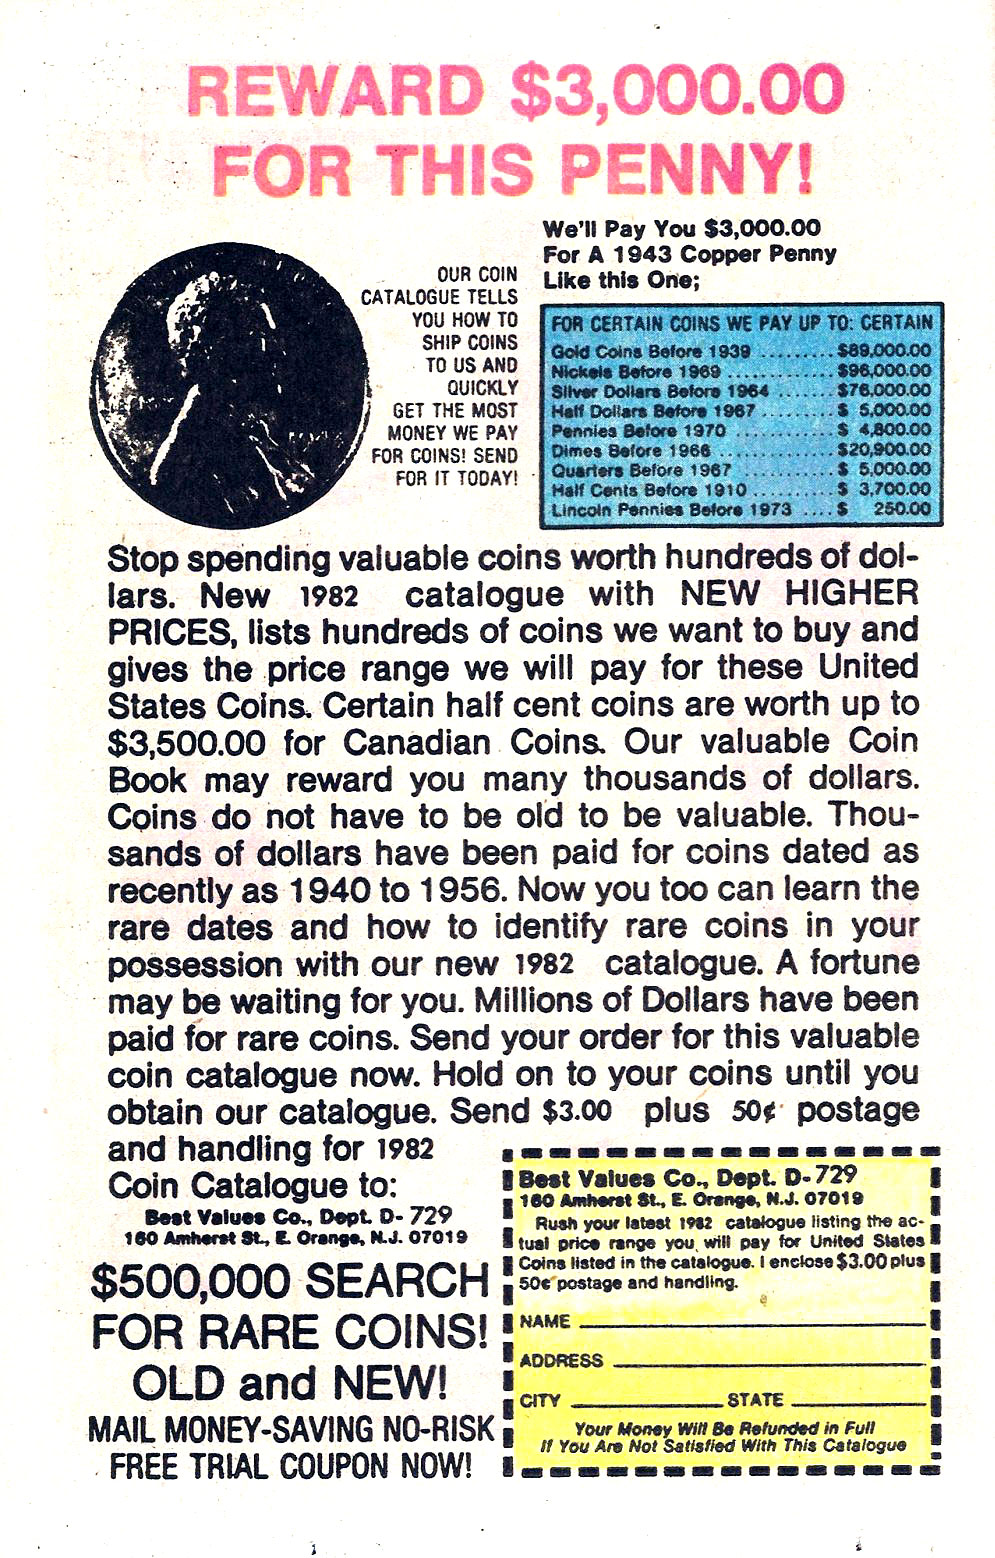 REWARD $3,000.00
FOR THIS PENNY!
We'll Pay You $3,000.00
For A 1943 Copper Penny
Like this One;
OUR COIN
CATALOGUE TELLS
YOU HOW TO
SHIP COINS
TO US AND
QUICKLY
GET THE MOST
MONEY WE PAY
FOR COINS! SEND
FOR IT TODAY!
FOR CERTAIN COINS WE PAY UP TO: CERTAIN
Gold Coins Before 1939 ......... $89,000.00
Nickels Before 1969 ............. $96,000.00
Silver Dollars Before 1964 ....... $76,000.00
Half Dollars Before 1967 ........ $ 5,000.00
Pennies Before 1970 ............ $ 4,800.00
Dimes Before 1966 .............. $20,900.00
Quarters Before 1967 ........... $ 5,000.00
Half Cents Before 1910 .......... $ 3,700.00
Lincoln Pennies Before 1973 .... $ 250.00
Stop spending valuable coins worth hundreds of dol-
lars. New 1982 catalogue with NEW HIGHER
PRICES, lists hundreds of coins we want to buy and
gives the price range we will pay for these United
States Coins. Certain half cent coins are worth up to
$3,500.00 for Canadian Coins. Our valuable Coin
Book may reward you many thousands of dollars.
Coins do not have to be old to be valuable. Thou-
sands of dollars have been paid for coins dated as
recently as 1940 to 1956. Now you too can learn the
rare dates and how to identify rare coins in your
possession with our new 1982 catalogue. A fortune
may be waiting for you. Millions of Dollars have been
paid for rare coins. Send your order for this valuable
coin catalogue now. Hold on to your coins until you
obtain our catalogue. Send $3.00 plus 50¢ postage
and handling for 1982
Coin Catalogue to:
Best Values Co., Dept. D-729
160 Amherst St., E. Orange, N.J. 07019
$500,000 SEARCH
FOR RARE COINS!
OLD and NEW!
MAIL MONEY-SAVING NO-RISK
FREE TRIAL COUPON NOW!
Best Values Co., Dept. D-729
160 Amherst St., E. Orange, N.J. 07019
Rush your latest 1982 catalogue listing the ac-
tual price range you will pay for United States
Coins listed in the catalogue. I enclose $3.00 plus
50¢ postage and handling.
NAME
ADDRESS
CITY STATE
Your Money Will Be Refunded in Full
If You Are Not Satisfied With This Catalogue